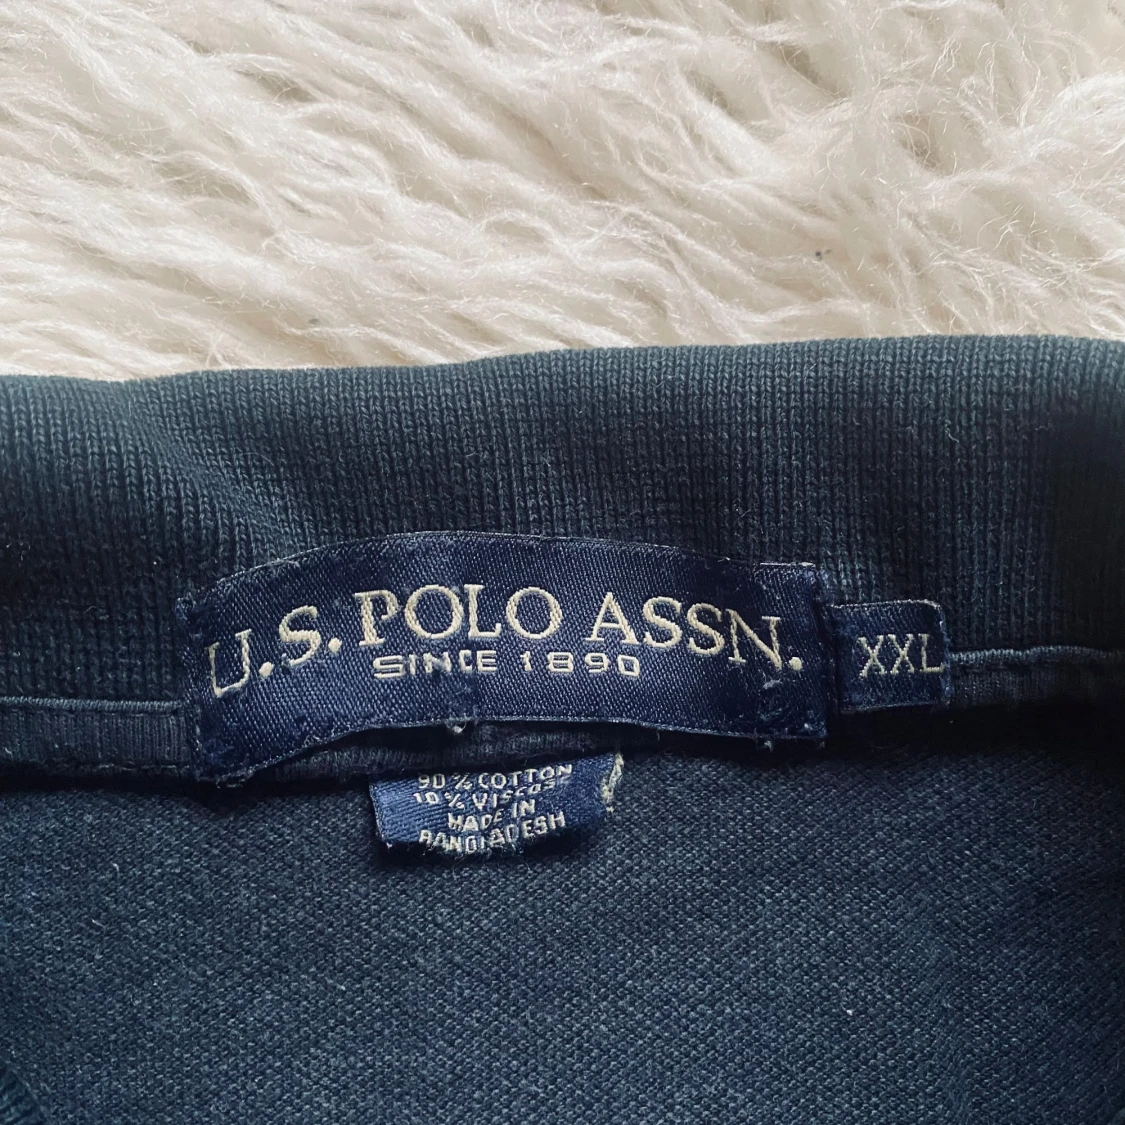 U.S. POLO ASSN.
SINCE 1890
XXL
90 % COTTON
10 % VISCOSE
MADE IN
BANGLADESH